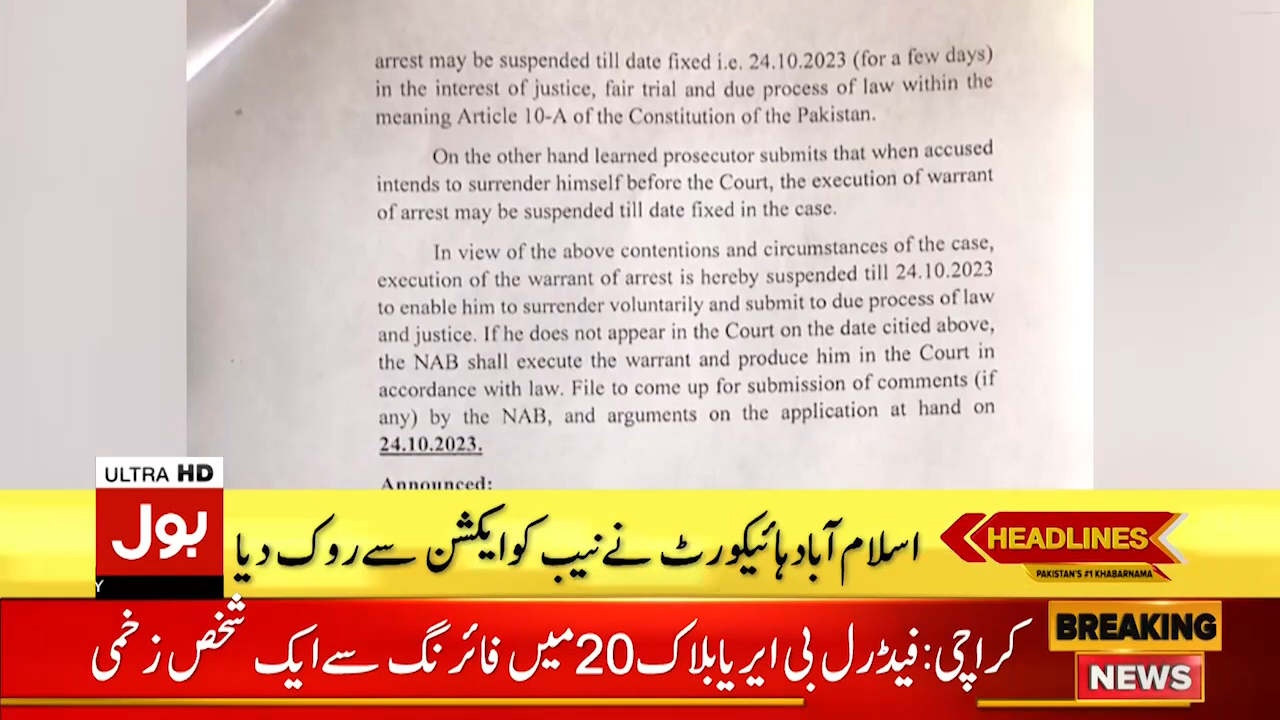 arrest may be suspended till date fixed i.e. 24.10.2023 (for a few days)
in the interest of justice, fair trial and due process of law within the
meaning Article 10-A of the Constitution of the Pakistan.
On the other hand learned prosecutor submits that when accused
intends to surrender himself before the Court, the execution of warrant
of arrest may be suspended till date fixed in the case.
In view of the above contentions and circumstances of the case,
execution of the warrant of arrest is hereby suspended till 24.10.2023
to enable him to surrender voluntarily and submit to due process of law
and justice. If he does not appear in the Court on the date citied above,
the NAB shall execute the warrant and produce him in the Court in
accordance with law. File to come up for submission of comments (if
any) by the NAB, and arguments on the application at hand on
24.10.2023.
Announced:
ULTRA HD
بول
Y
اسلام آباد ہائیکورٹ نے نیب کو ایکشن سے روک دیا
HEADLINES
PAKISTAN'S #1 KHABARNAMA
کراچی: فیڈرل بی ایریا بلاک 20 میں فائرنگ سے ایک شخص زخمی
BREAKING
NEWS